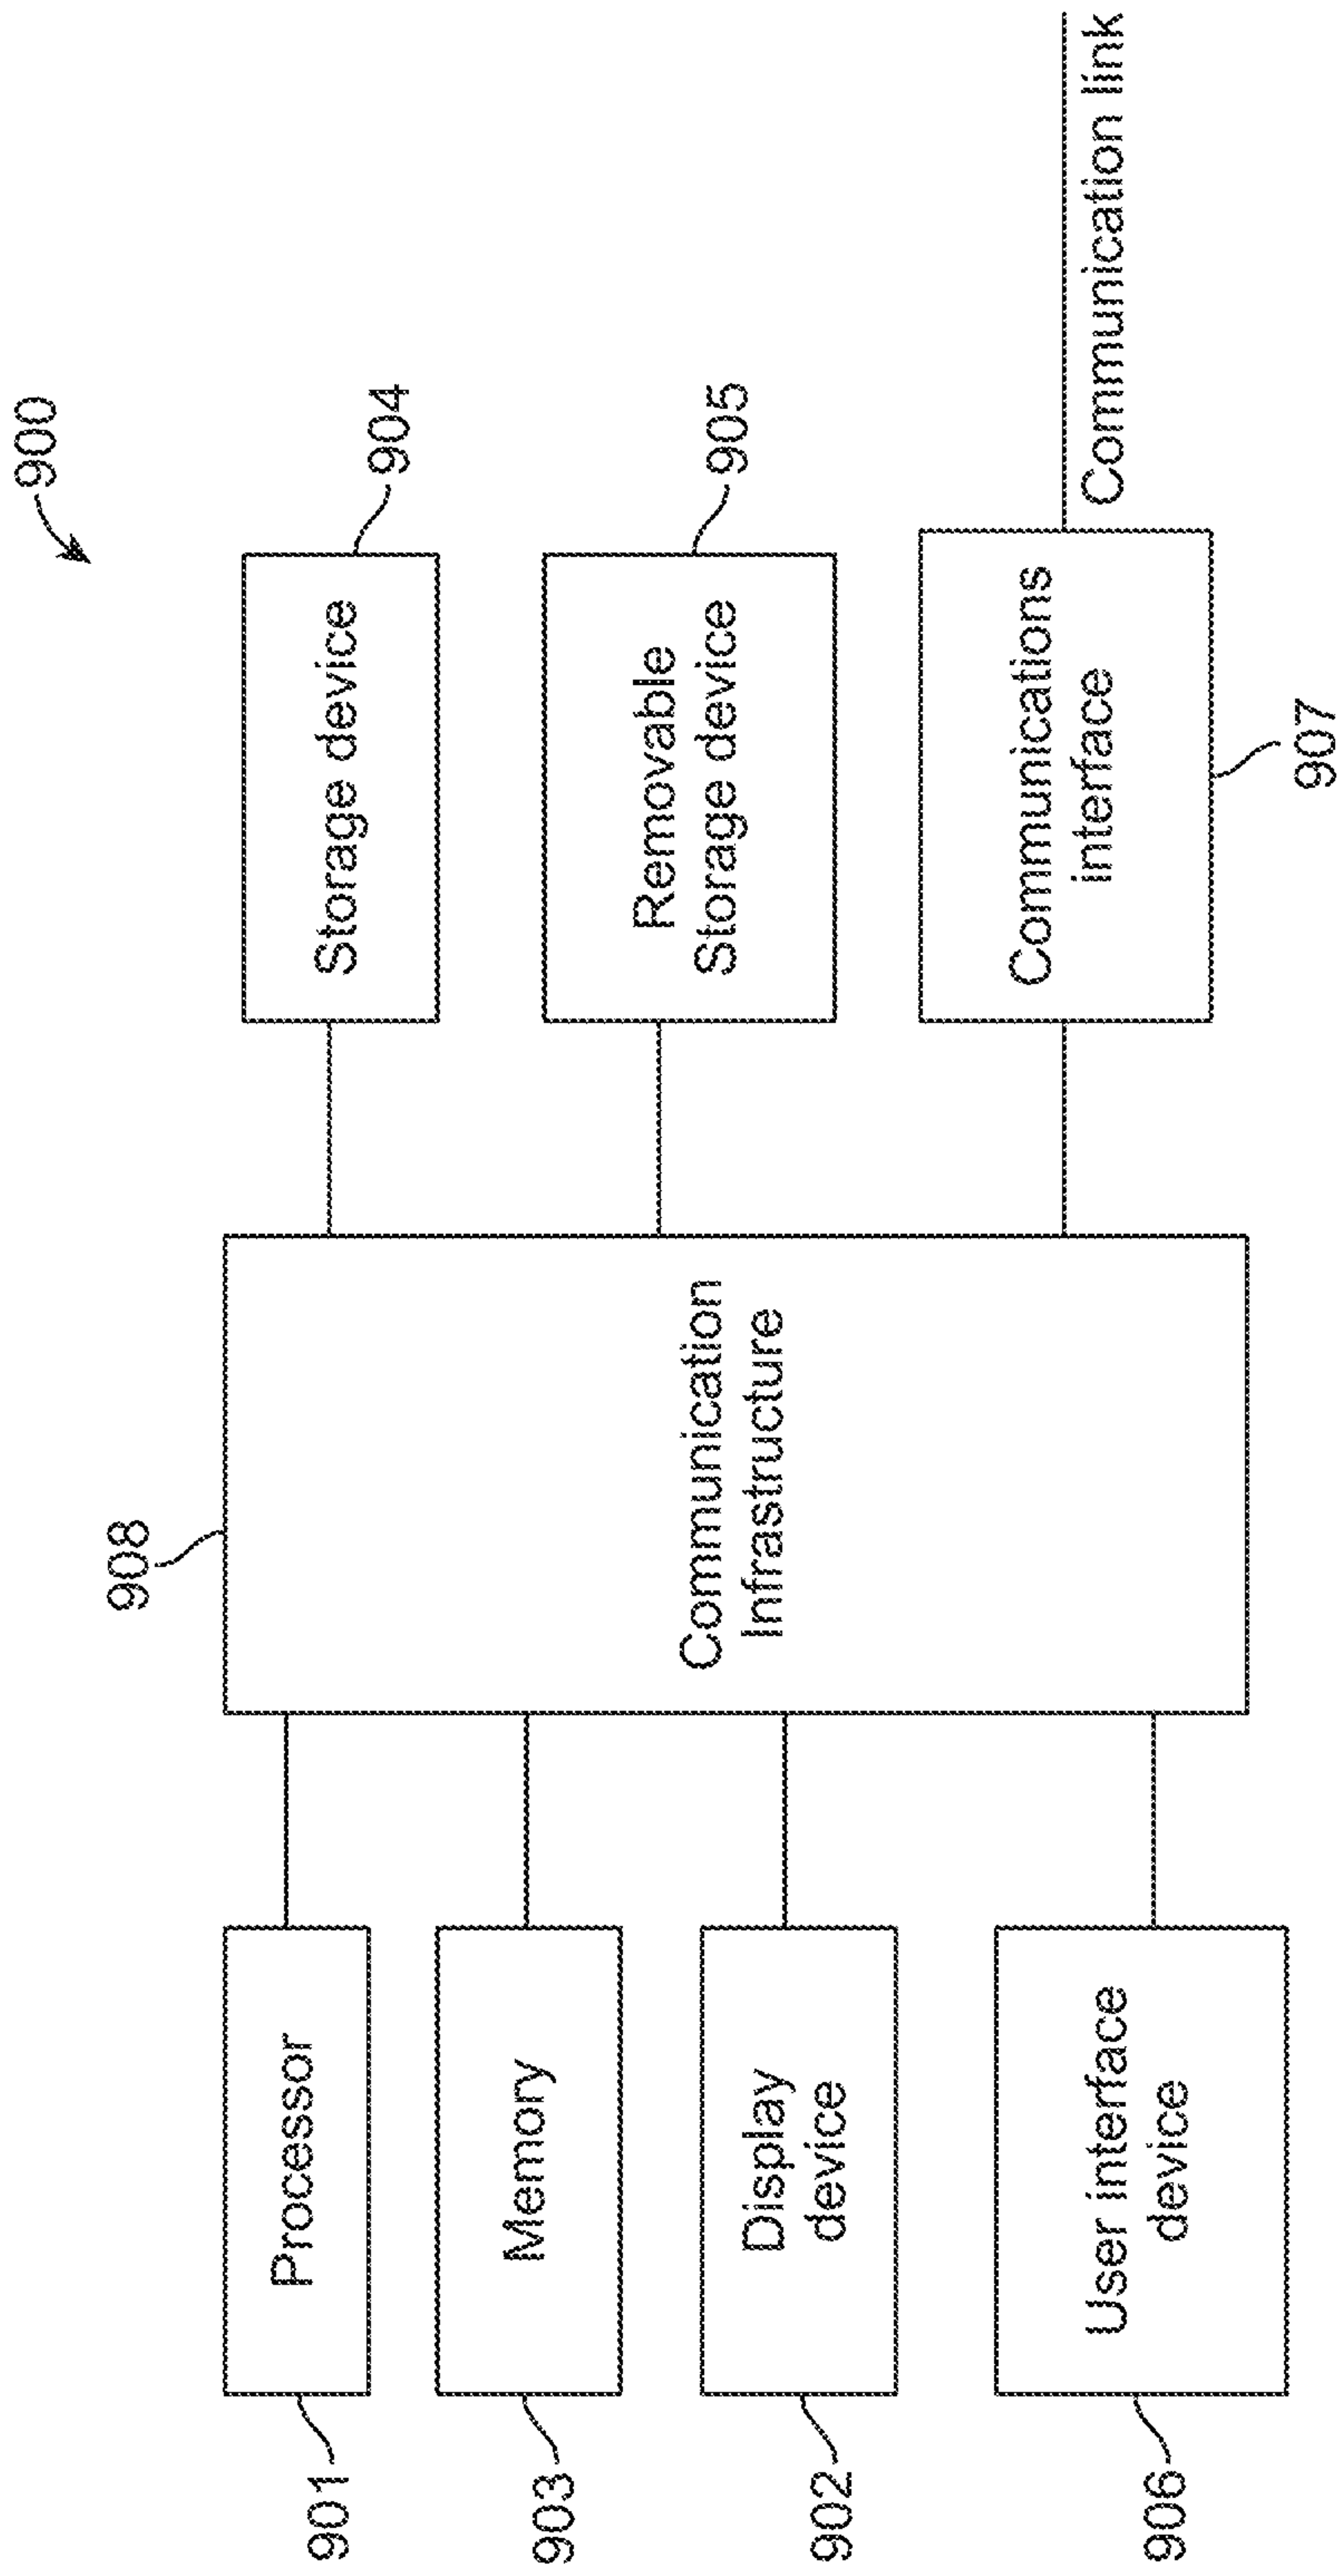 900
908
901
Processor
Storage device
904
903
Memory
Communication
Infrastructure
Removable
Storage device
905
902
Display
device
Communications
interface
907
Communication link
906
User interface
device